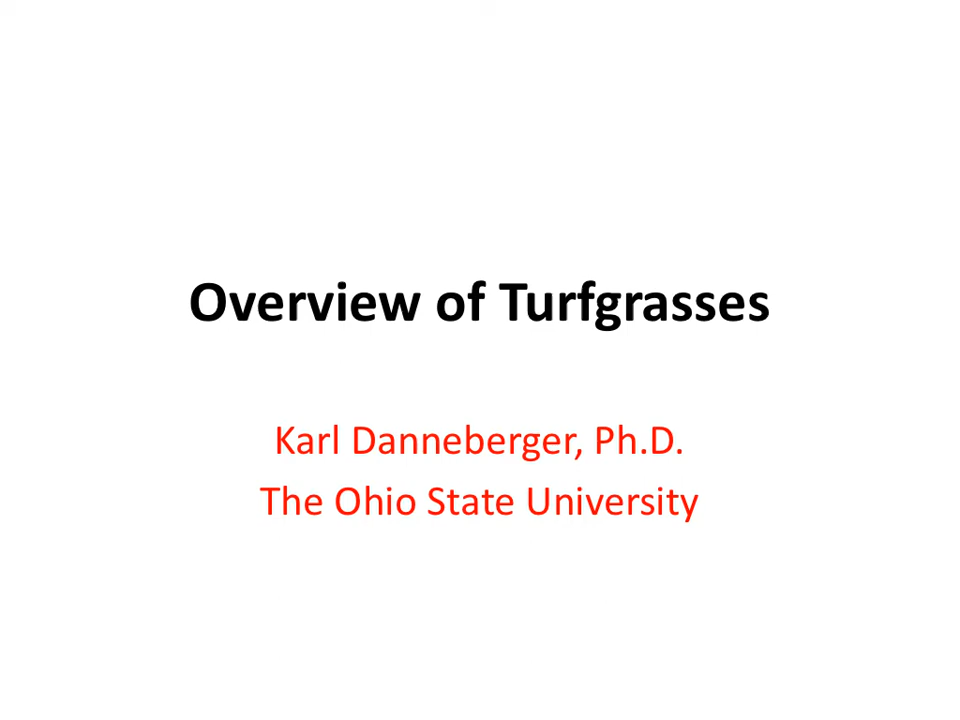 Overview of Turfgrasses
Karl Danneberger, Ph.D.
The Ohio State University